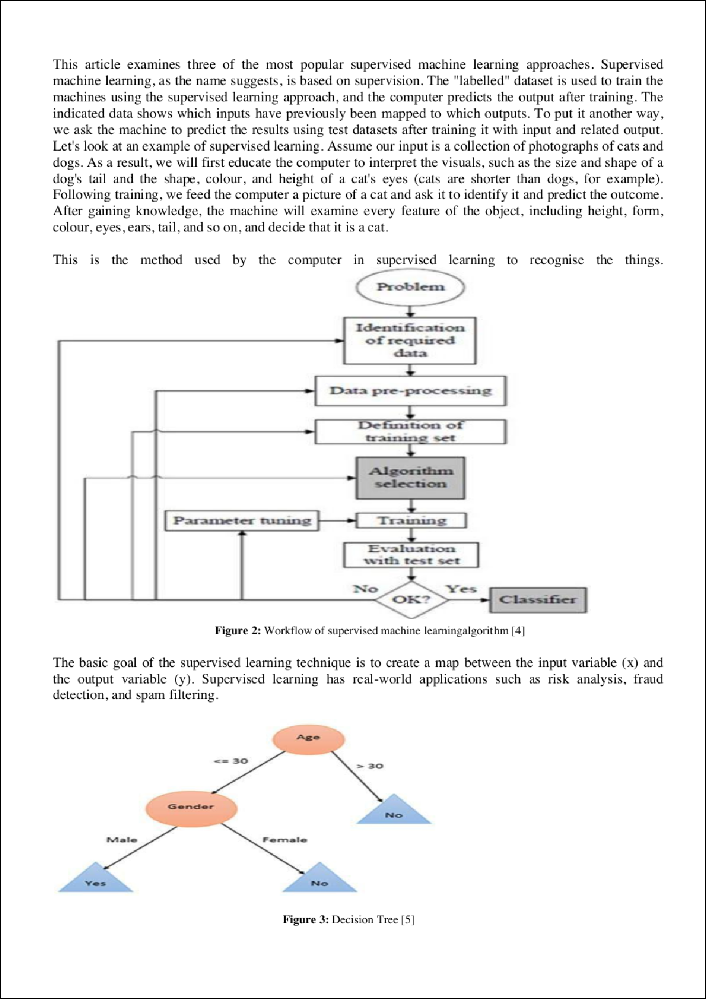 This article examines three of the most popular supervised machine learning approaches. Supervised
machine learning, as the name suggests, is based on supervision. The "labelled" dataset is used to train the
machines using the supervised learning approach, and the computer predicts the output after training. The
indicated data shows which inputs have previously been mapped to which outputs. To put it another way,
we ask the machine to predict the results using test datasets after training it with input and related output.
Let's look at an example of supervised learning. Assume our input is a collection of photographs of cats and
dogs. As a result, we will first educate the computer to interpret the visuals, such as the size and shape of a
dog's tail and the shape, colour, and height of a cat's eyes (cats are shorter than dogs, for example).
Following training, we feed the computer a picture of a cat and ask it to identify it and predict the outcome.
After gaining knowledge, the machine will examine every feature of the object, including height, form,
colour, eyes, ears, tail, and so on, and decide that it is a cat.
This is the method used by the computer in supervised learning to recognise the things.
Problem
Identification
of required
data
Data pre-processing
Definition of
training set
Algorithm
selection
Parameter tuning
Training
Evaluation
with test set
No
OK?
Yes
Classifier
Figure 2: Workflow of supervised machine learningalgorithm [4]
The basic goal of the supervised learning technique is to create a map between the input variable (x) and
the output variable (y). Supervised learning has real-world applications such as risk analysis, fraud
detection, and spam filtering.
Age
<= 30
> 30
Gender
No
Male
Female
Yes
No
Figure 3: Decision Tree [5]